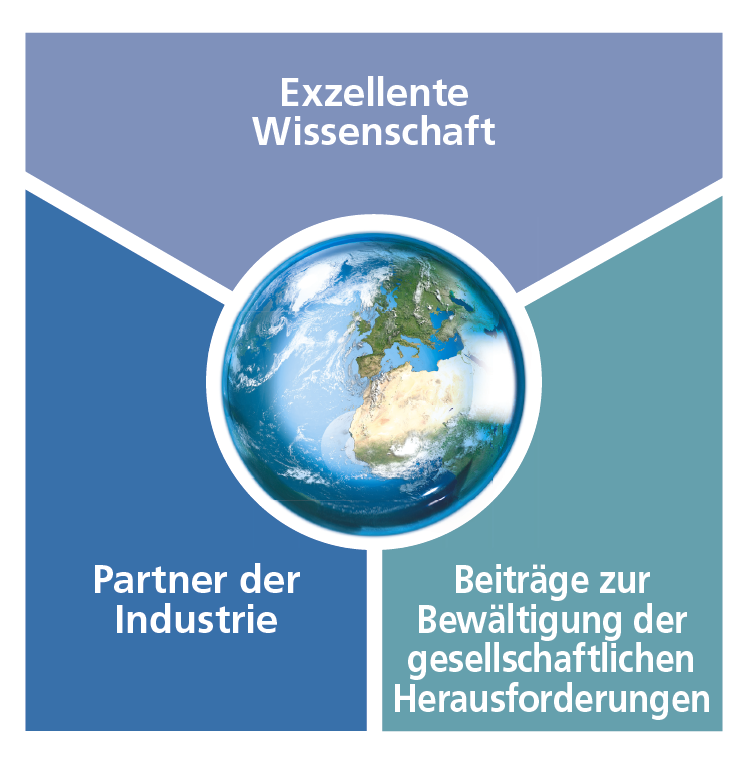 Exzellente
Wissenschaft
Partner der
Industrie
Beiträge zur
Bewältigung der
gesellschaftlichen
Herausforderungen